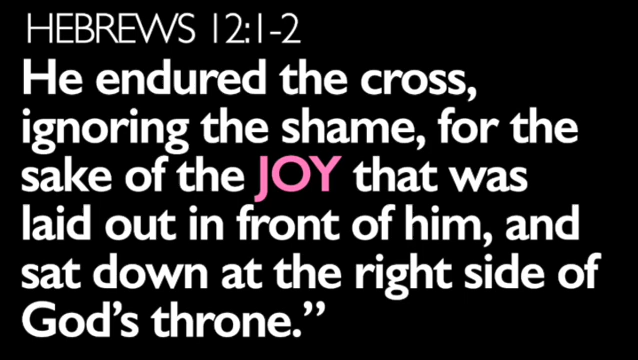 HEBREWS 12:1-2
He endured the cross,
ignoring the shame, for the
sake of the JOY that was
laid out in front of him, and
sat down at the right side of
God’s throne.”